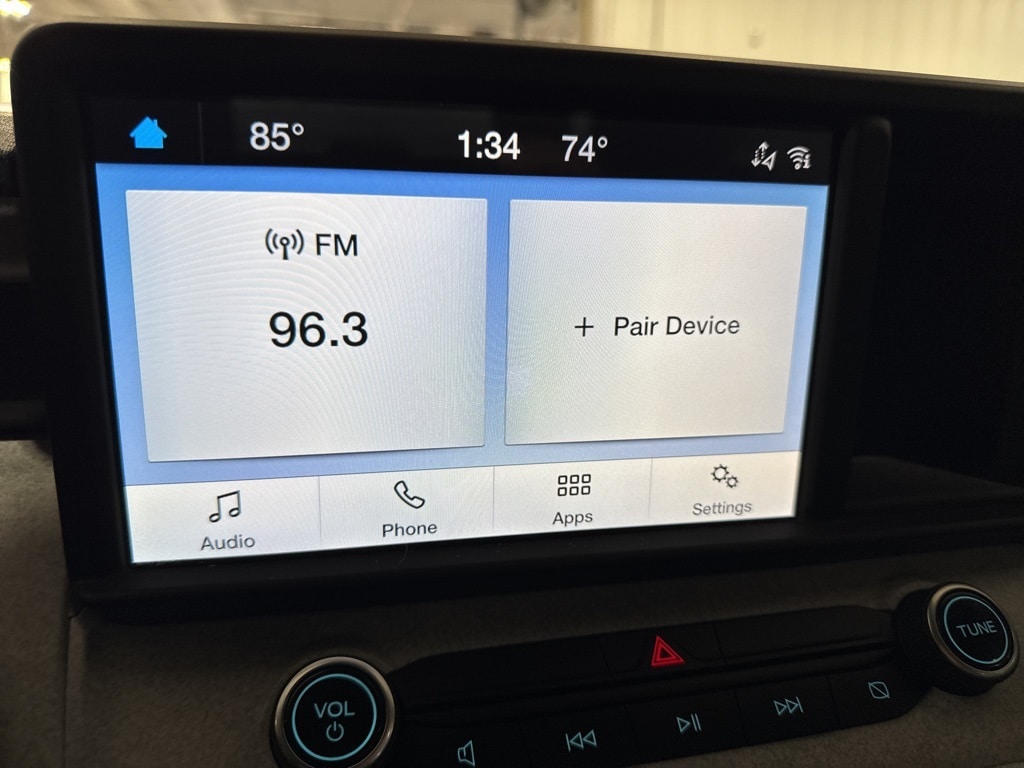 85° 1:34 74°
FM
96.3
+ Pair Device
Audio Phone Apps Settings
VOL
TUNE